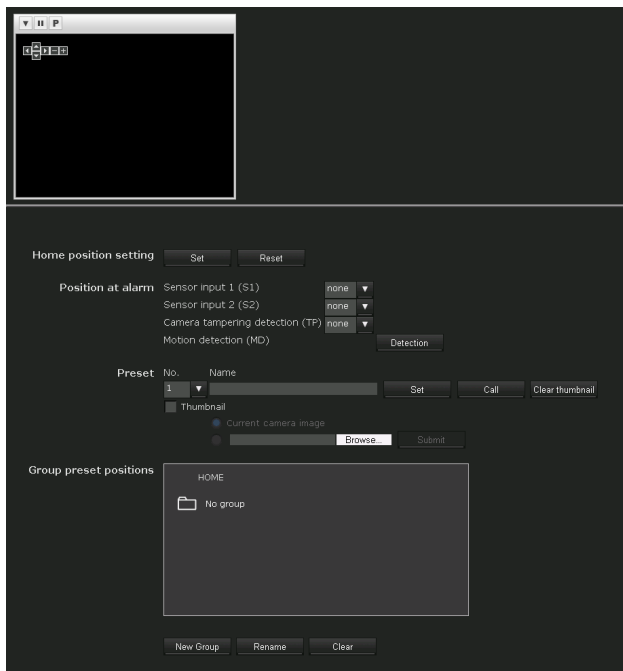 P
Home position setting Set Reset
Position at alarm Sensor input 1 (S1) none
Sensor input 2 (S2) none
Camera tampering detection (TP) none
Motion detection (MD) Detection
Preset No. Name
1 Set Call Clear thumbnail
Thumbnail
Current camera image
Browse... Submit
Group preset positions
HOME
No group
New Group Rename Clear